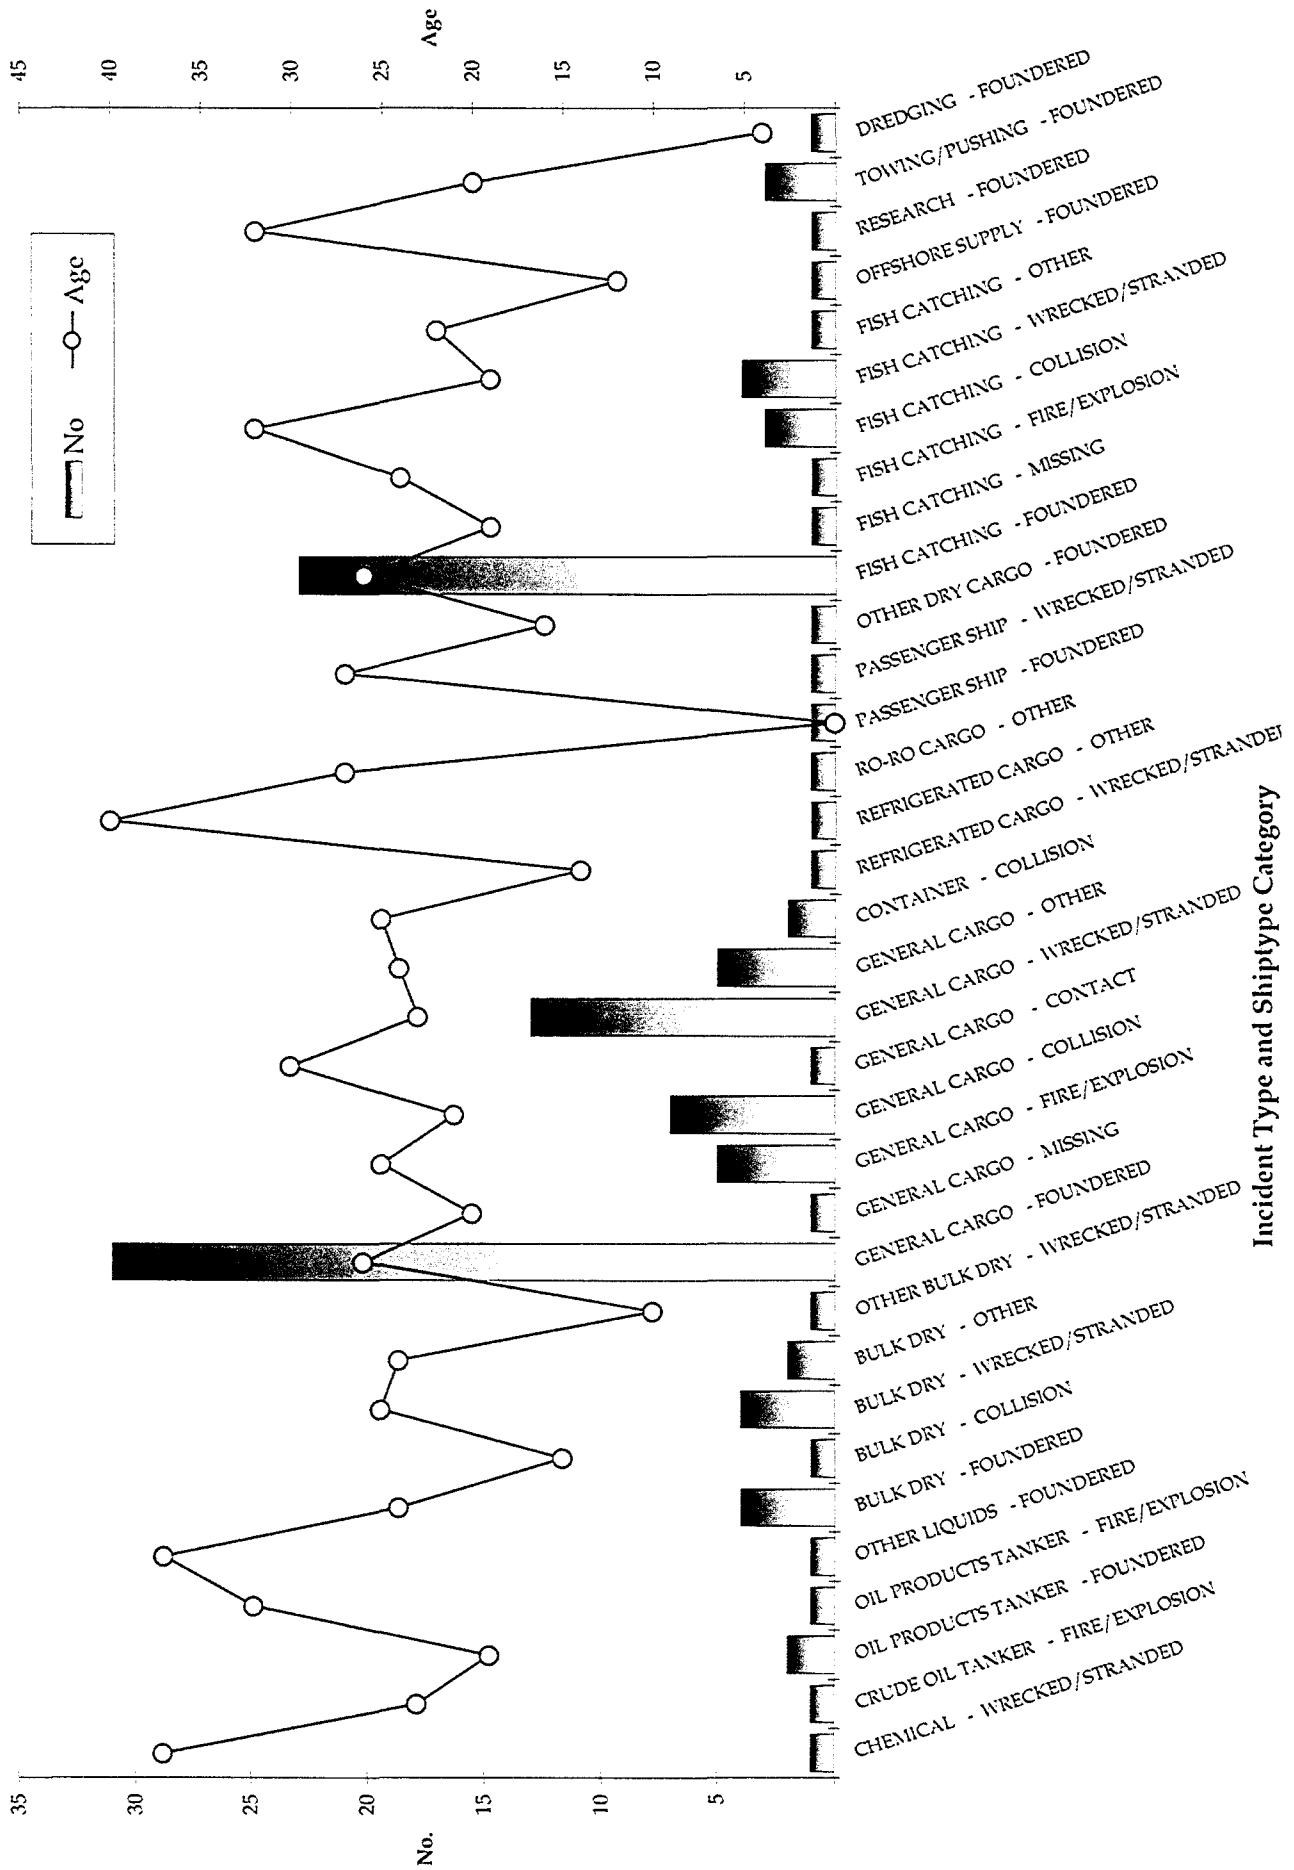 No
Age
45
40
35
30
25
20
15
10
5
Age
35
30
25
20
15
10
5
No.
CHEMICAL - WRECKED/STRANDED
CRUDE OIL TANKER - FIRE/EXPLOSION
OIL PRODUCTS TANKER - FOUNDERED
OIL PRODUCTS TANKER - FIRE/EXPLOSION
OTHER LIQUIDS - FOUNDERED
BULK DRY - FOUNDERED
BULK DRY - COLLISION
BULK DRY - WRECKED/STRANDED
BULK DRY - OTHER
OTHER BULK DRY - WRECKED/STRANDED
GENERAL CARGO - FOUNDERED
GENERAL CARGO - MISSING
GENERAL CARGO - FIRE/EXPLOSION
GENERAL CARGO - COLLISION
GENERAL CARGO - CONTACT
GENERAL CARGO - WRECKED/STRANDED
GENERAL CARGO - OTHER
CONTAINER - COLLISION
REFRIGERATED CARGO - WRECKED/STRANDE
REFRIGERATED CARGO - OTHER
RO-RO CARGO - OTHER
PASSENGER SHIP - FOUNDERED
PASSENGER SHIP - WRECKED/STRANDED
OTHER DRY CARGO - FOUNDERED
FISH CATCHING - FOUNDERED
FISH CATCHING - MISSING
FISH CATCHING - FIRE/EXPLOSION
FISH CATCHING - COLLISION
FISH CATCHING - WRECKED/STRANDED
FISH CATCHING - OTHER
OFFSHORE SUPPLY - FOUNDERED
RESEARCH - FOUNDERED
TOWING/PUSHING - FOUNDERED
DREDGING - FOUNDERED
Incident Type and Shiptype Category